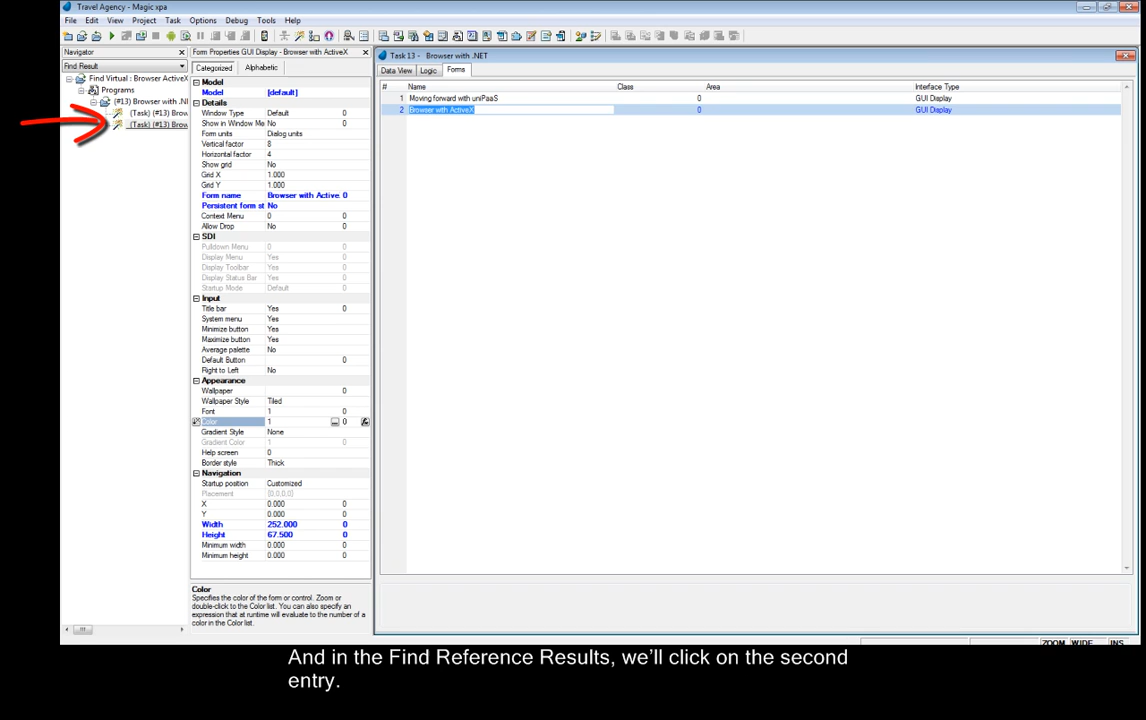 Travel Agency - Magic xpa
File Edit View Project Task Options Debug Tools Help
Navigator
Find Result
Find Virtual : Browser ActiveX
Programs
(#13) Browser with .NE
(Task) (#13) Brow
(Task) (#13) Brow
Form Properties GUI Display - Browser with ActiveX
Categorized Alphabetic
Model
Model [default]
Details
Window Type Default
Show in Window Me No 0
Form units Dialog units
Vertical factor 8
Horizontal factor 4
Show grid No
Grid X 1.000
Grid Y 1.000
Form name Browser with Active. 0
Persistent form st No
Context Menu 0 0
Allow Drop No 0
SDI
Pulldown Menu 0 0
Display Menu Yes
Display Toolbar Yes
Display Status Bar Yes
Startup Mode Default
Input
Title bar Yes 0
System menu Yes
Minimize button Yes
Maximize button Yes
Average palette No
Default Button 0
Right to Left No
Appearance
Wallpaper 0
Wallpaper Style Tiled
Font 1 0
Color 1 0
Gradient Style None
Gradient Color 1 0
Help screen 0
Border style Thick
Navigation
Startup position Customized
Placement (0,0,0,0)
X 0.000 0
Y 0.000 0
Width 252.000 0
Height 67.500 0
Minimum width 0.000 0
Minimum height 0.000 0
Color
Specifies the color of the form or control. Zoom or
double-click to the Color list. You can also specify an
expression that at runtime will evaluate to the number of a
color in the Color list.
Task 13 - Browser with .NET
Data View Logic Forms
# Name Class Area Interface Type
1 Moving forward with uniPaaS 0 GUI Display
2 Browser with ActiveX 0 GUI Display
ZOOM WIDE INS
And in the Find Reference Results, we'll click on the second
entry.